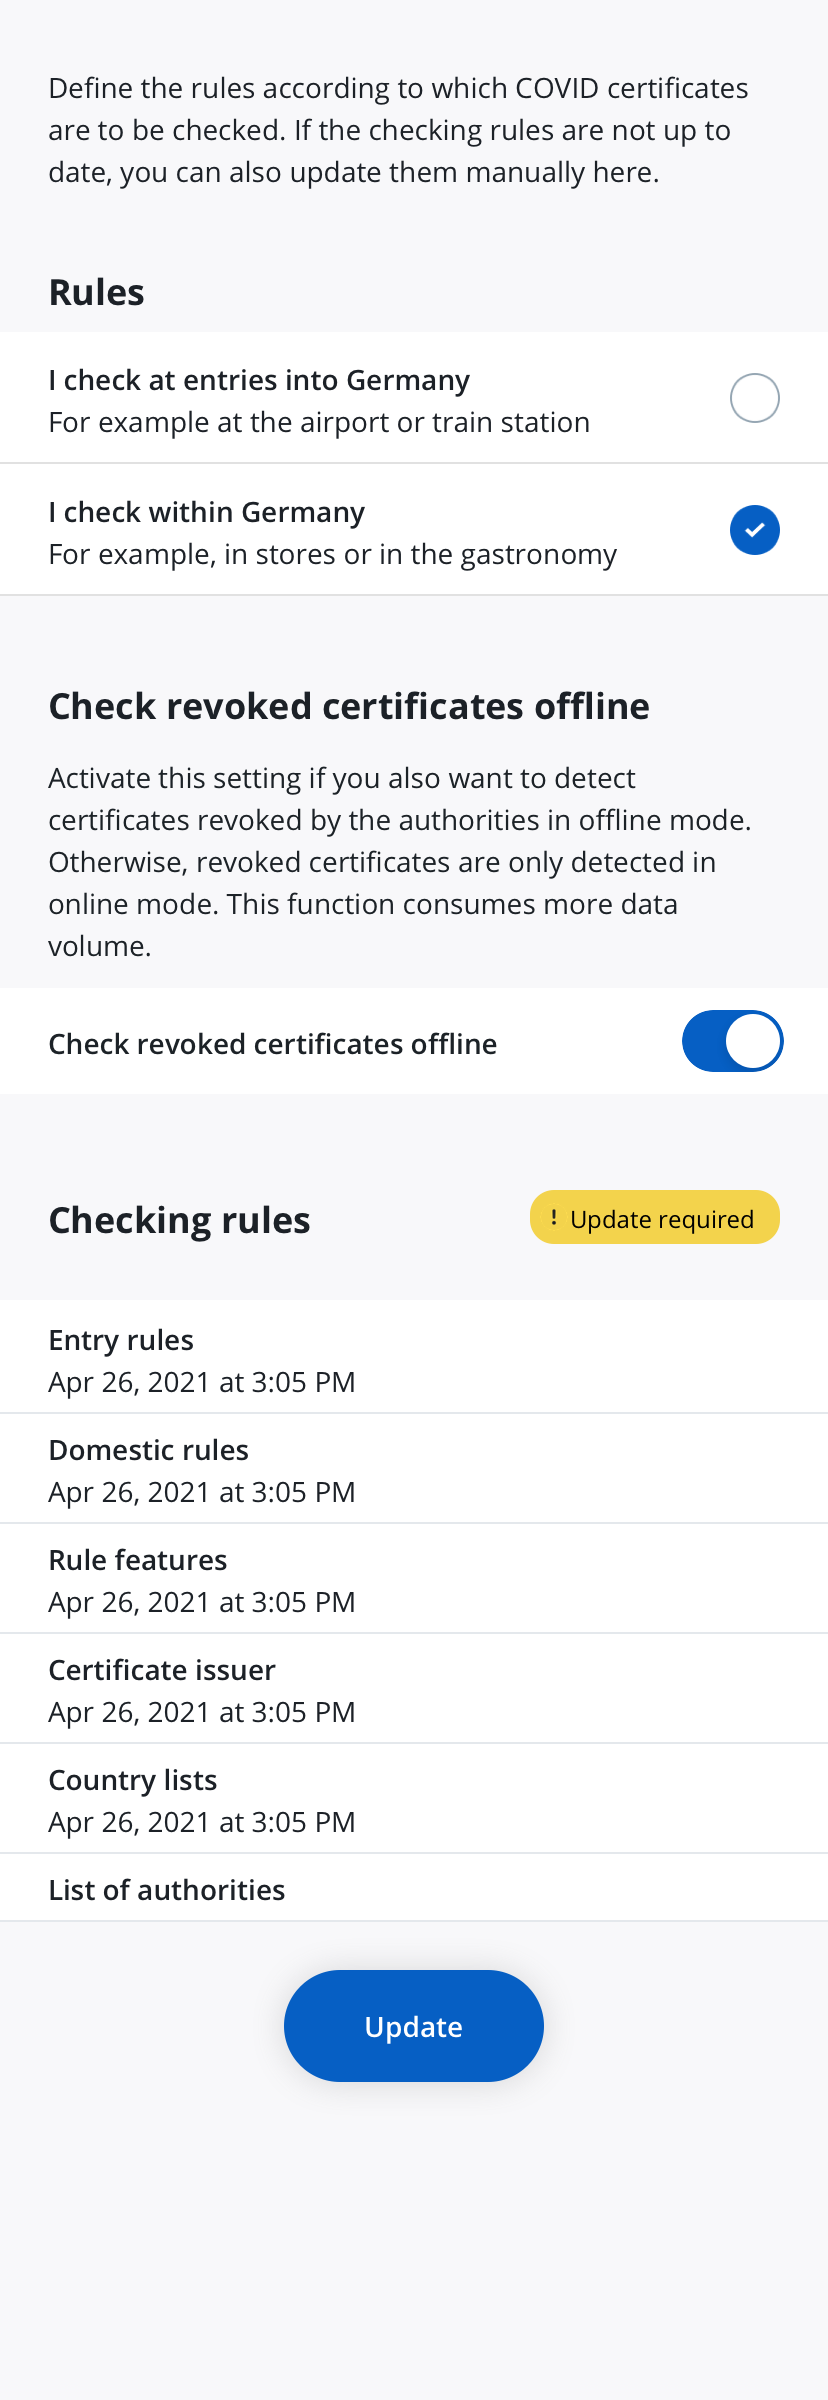 Define the rules according to which COVID certificates
are to be checked. If the checking rules are not up to
date, you can also update them manually here.
Rules
I check at entries into Germany
For example at the airport or train station
I check within Germany
For example, in stores or in the gastronomy
Check revoked certificates offline
Activate this setting if you also want to detect
certificates revoked by the authorities in offline mode.
Otherwise, revoked certificates are only detected in
online mode. This function consumes more data
volume.
Check revoked certificates offline
Checking rules
! Update required
Entry rules
Apr 26, 2021 at 3:05 PM
Domestic rules
Apr 26, 2021 at 3:05 PM
Rule features
Apr 26, 2021 at 3:05 PM
Certificate issuer
Apr 26, 2021 at 3:05 PM
Country lists
Apr 26, 2021 at 3:05 PM
List of authorities
Update